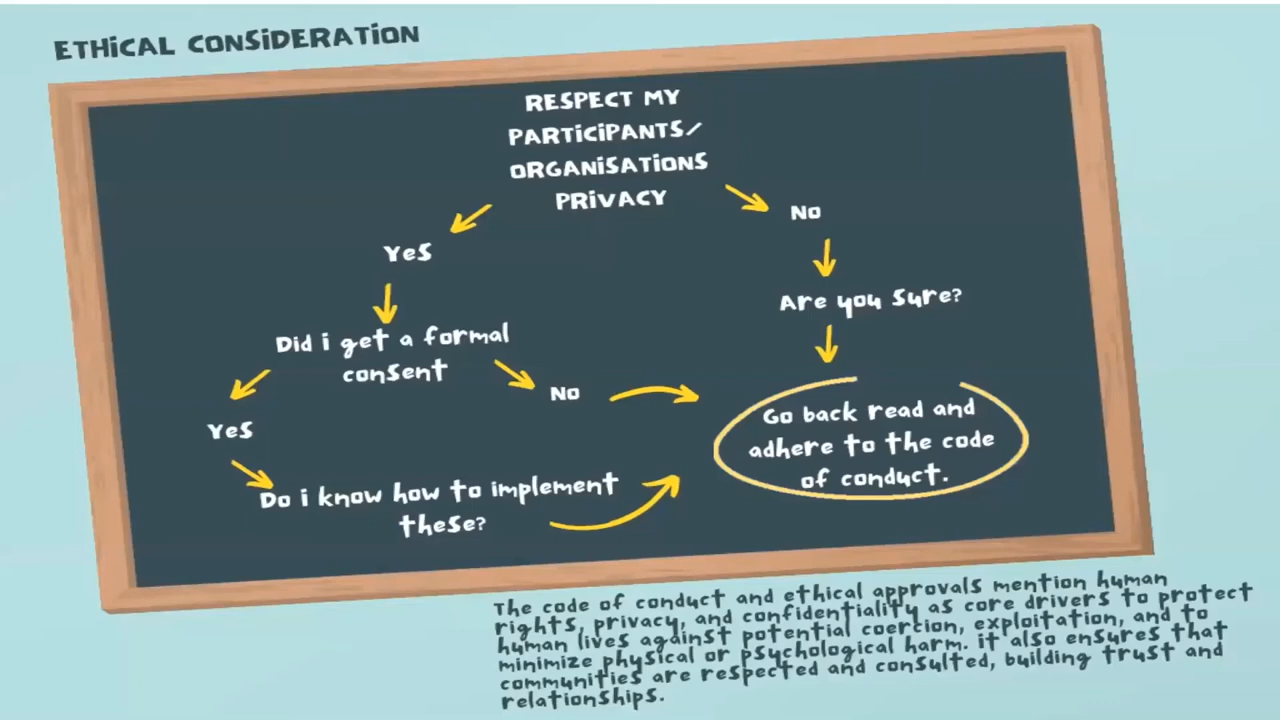 ETHiCAL CONSiDERATiON
RESPECT MY
PARTiCiPANTS/
ORGANiSATiONS
PRiVACY
Yes
No
Are you sure?
Did i get a formal
consent
No
Yes
Go back read and
adhere to the code
of conduct.
Do i know how to implement
these?
The code of conduct and ethical approvals mention human
rights, privacy, and confidentiality as core drivers to protect
human lives against potential coercion, exploitation, and to
minimize physical or psychological harm. it also ensures that
communities are respected and consulted, building trust and
relationships.